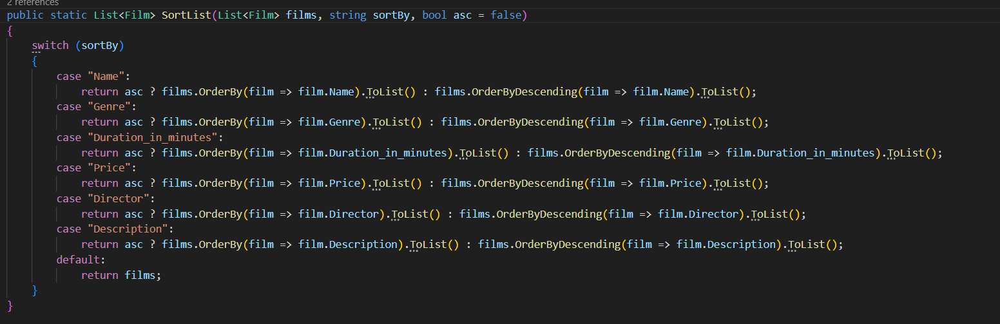 2 references
public static List<Film> SortList(List<Film> films, string sortBy, bool asc = false)
{
    switch (sortBy)
    {
        case "Name":
            return asc ? films.OrderBy(film => film.Name).ToList() : films.OrderByDescending(film => film.Name).ToList();
        case "Genre":
            return asc ? films.OrderBy(film => film.Genre).ToList() : films.OrderByDescending(film => film.Genre).ToList();
        case "Duration_in_minutes":
            return asc ? films.OrderBy(film => film.Duration_in_minutes).ToList() : films.OrderByDescending(film => film.Duration_in_minutes).ToList();
        case "Price":
            return asc ? films.OrderBy(film => film.Price).ToList() : films.OrderByDescending(film => film.Price).ToList();
        case "Director":
            return asc ? films.OrderBy(film => film.Director).ToList() : films.OrderByDescending(film => film.Director).ToList();
        case "Description":
            return asc ? films.OrderBy(film => film.Description).ToList() : films.OrderByDescending(film => film.Description).ToList();
        default:
            return films;
    }
}